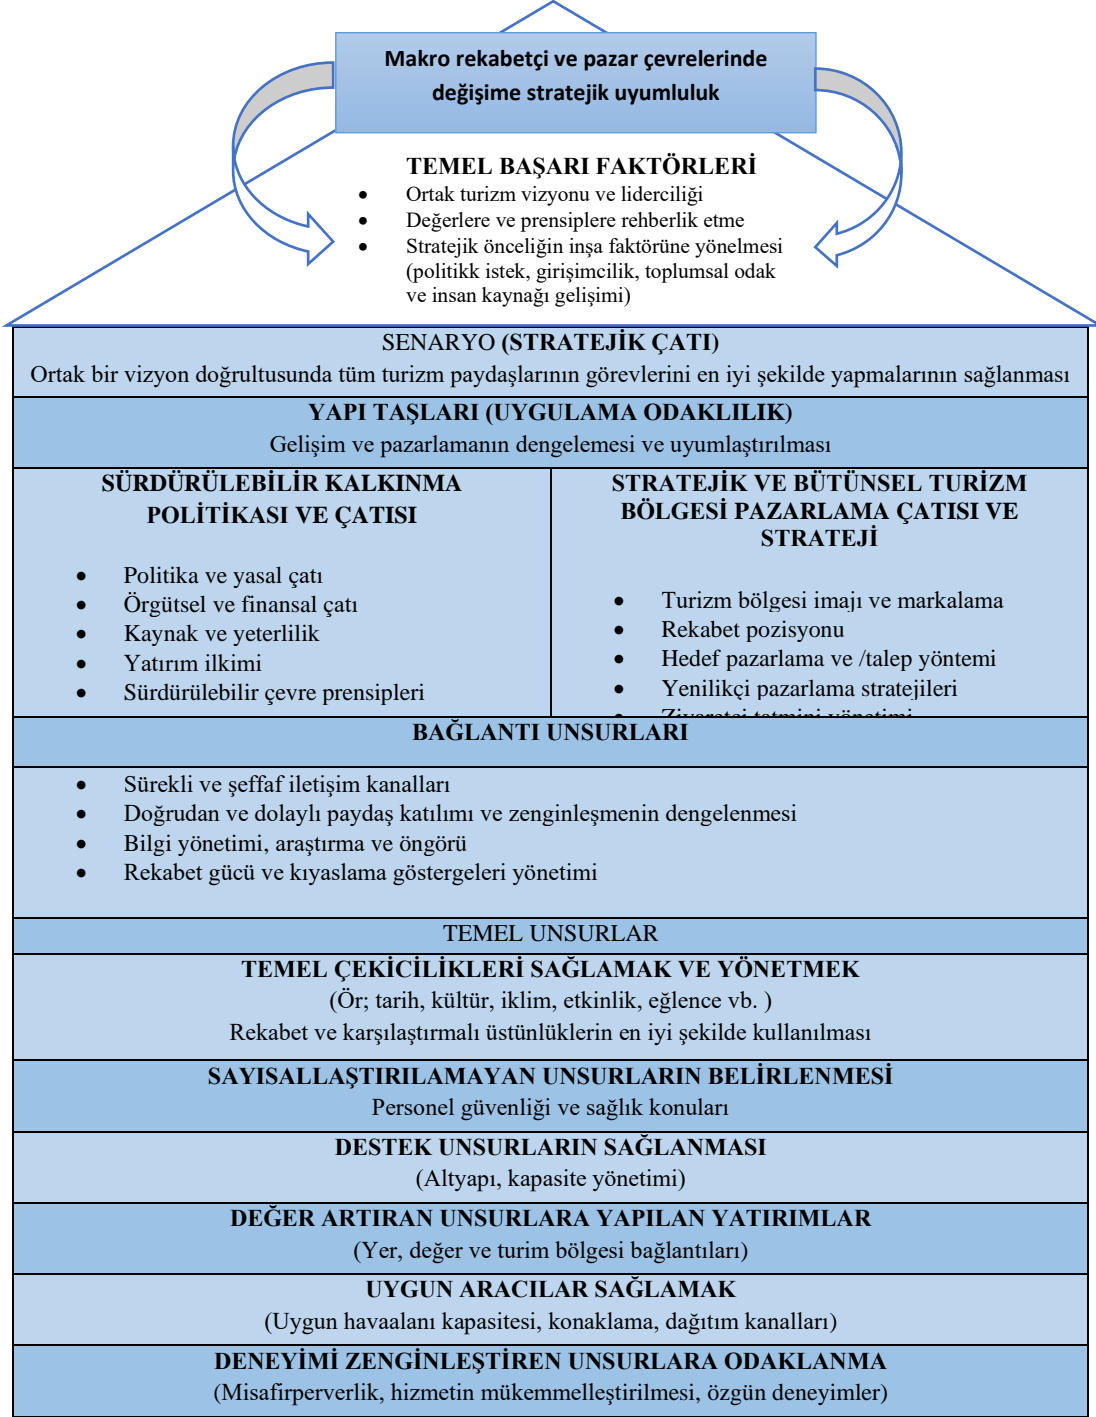 Makro rekabetçi ve pazar çevrelerinde
değişime stratejik uyumluluk
TEMEL BAŞARI FAKTÖRLERİ
• Ortak turizm vizyonu ve liderciliği
• Değerlere ve prensiplere rehberlik etme
• Stratejik önceliğin inşa faktörüne yönelmesi
(politikk istek, girişimcilik, toplumsal odak
ve insan kaynağı gelişimi)
SENARYO (STRATEJİK ÇATI)
Ortak bir vizyon doğrultusunda tüm turizm paydaşlarının görevlerini en iyi şekilde yapmalarının sağlanması
YAPI TAŞLARI (UYGULAMA ODAKLILIK)
Gelişim ve pazarlamanın dengelemesi ve uyumlaştırılması
SÜRDÜRÜLEBİLİR KALKINMA
POLİTİKASI VE ÇATISI
• Politika ve yasal çatı
• Örgütsel ve finansal çatı
• Kaynak ve yeterlilik
• Yatırım ilkimi
• Sürdürülebilir çevre prensipleri
STRATEJİK VE BÜTÜNSEL TURİZM
BÖLGESİ PAZARLAMA ÇATISI VE
STRATEJİ
• Turizm bölgesi imajı ve markalama
• Rekabet pozisyonu
• Hedef pazarlama ve /talep yöntemi
• Yenilikçi pazarlama stratejileri
• Ziyaretçi tatmini yönetimi
BAĞLANTI UNSURLARI
• Sürekli ve şeffaf iletişim kanalları
• Doğrudan ve dolaylı paydaş katılımı ve zenginleşmenin dengelenmesi
• Bilgi yönetimi, araştırma ve öngörü
• Rekabet gücü ve kıyaslama göstergeleri yönetimi
TEMEL UNSURLAR
TEMEL ÇEKİCİLİKLERİ SAĞLAMAK VE YÖNETMEK
(Ör; tarih, kültür, iklim, etkinlik, eğlence vb. )
Rekabet ve karşılaştırmalı üstünlüklerin en iyi şekilde kullanılması
SAYISALLAŞTIRILAMAYAN UNSURLARIN BELİRLENMESİ
Personel güvenliği ve sağlık konuları
DESTEK UNSURLARIN SAĞLANMASI
(Altyapı, kapasite yönetimi)
DEĞER ARTIRAN UNSURLARA YAPILAN YATIRIMLAR
(Yer, değer ve turim bölgesi bağlantıları)
UYGUN ARACILAR SAĞLAMAK
(Uygun havaalanı kapasitesi, konaklama, dağıtım kanalları)
DENEYİMİ ZENGİNLEŞTİREN UNSURLARA ODAKLANMA
(Misafirperverlik, hizmetin mükemmelleştirilmesi, özgün deneyimler)